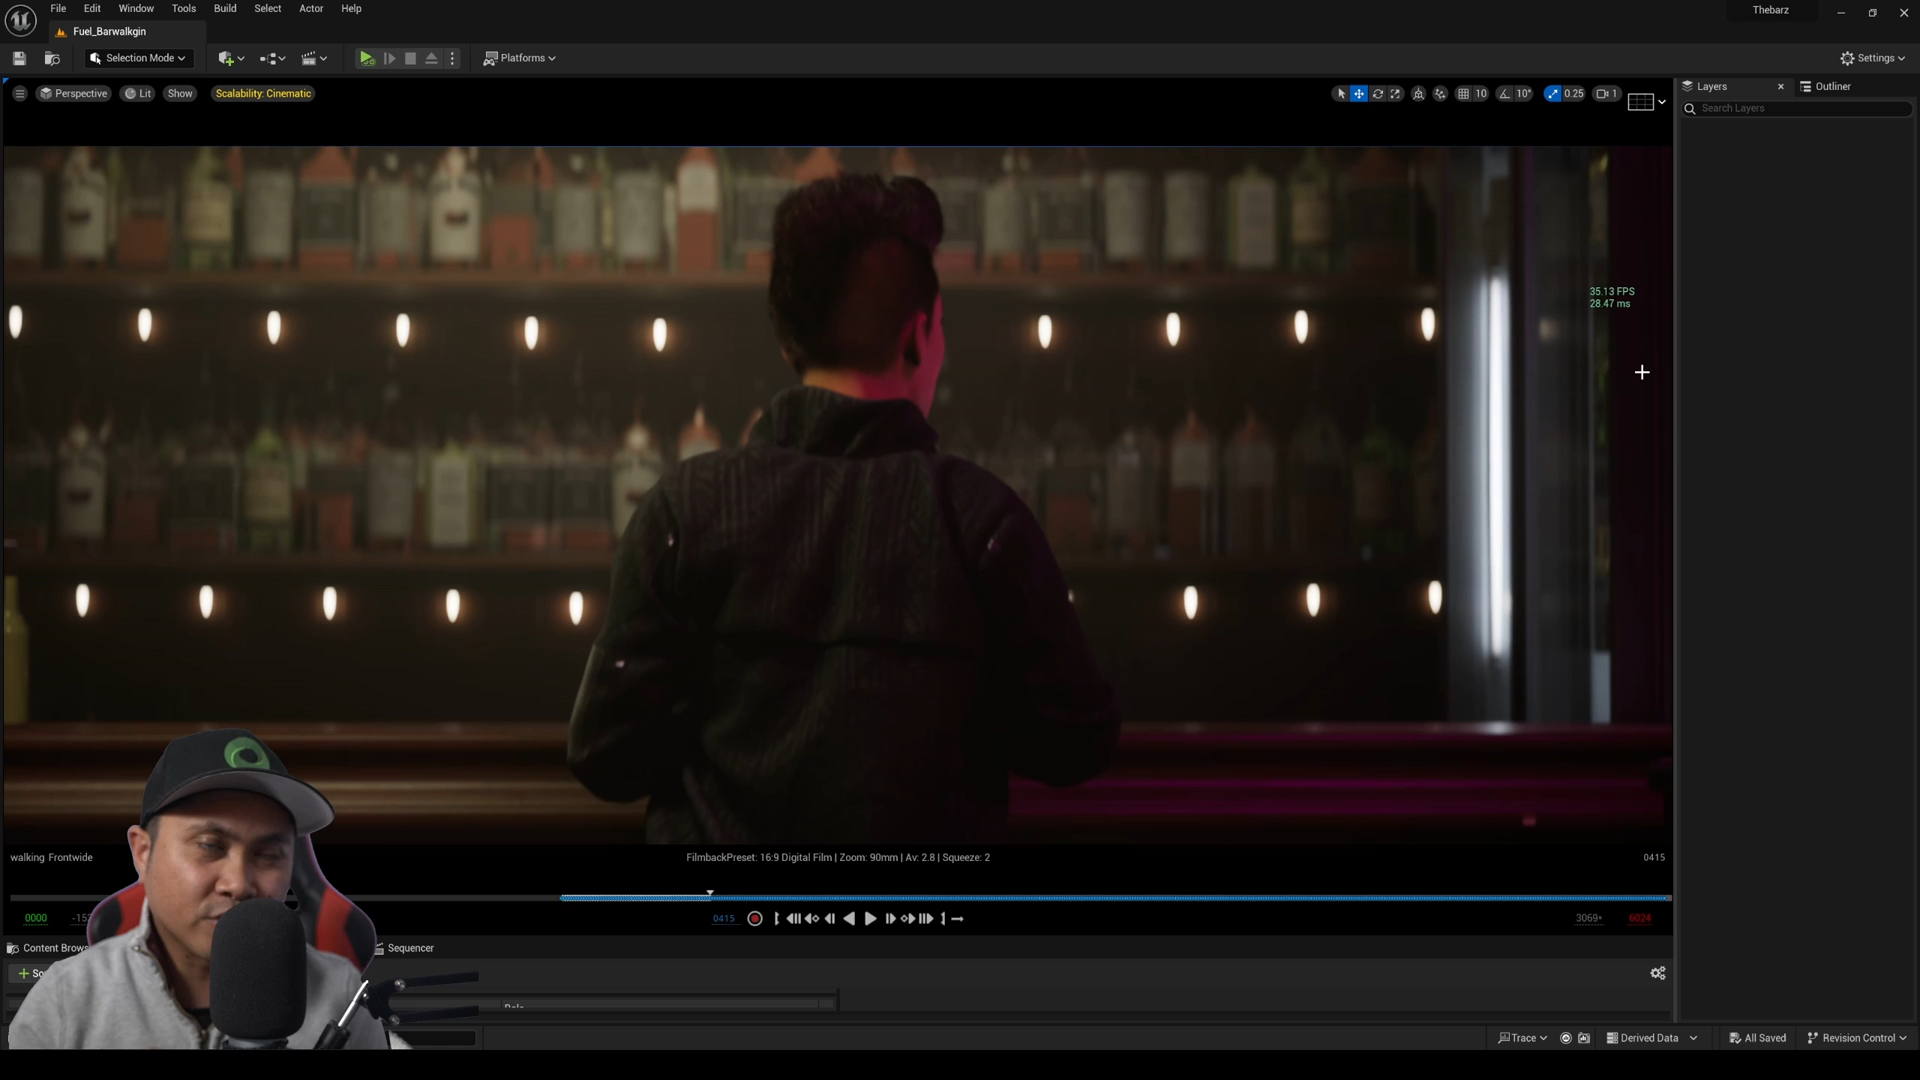 File Edit Window Tools Build Select Actor Help
Thebarz
Fuel_Barwalkgin
Selection Mode
Platforms
Settings
Perspective Lit Show Scalability: Cinematic
10 10° 0.25 1
Layers Outliner
Search Layers
35.13 FPS
28.47 ms
walking Frontwide
FilmbackPreset: 16:9 Digital Film | Zoom: 90mm | Av: 2.8 | Squeeze: 2
0415
0000
0415
3069+
6024
Content Brows
Sequencer
Trace Derived Data All Saved Revision Control